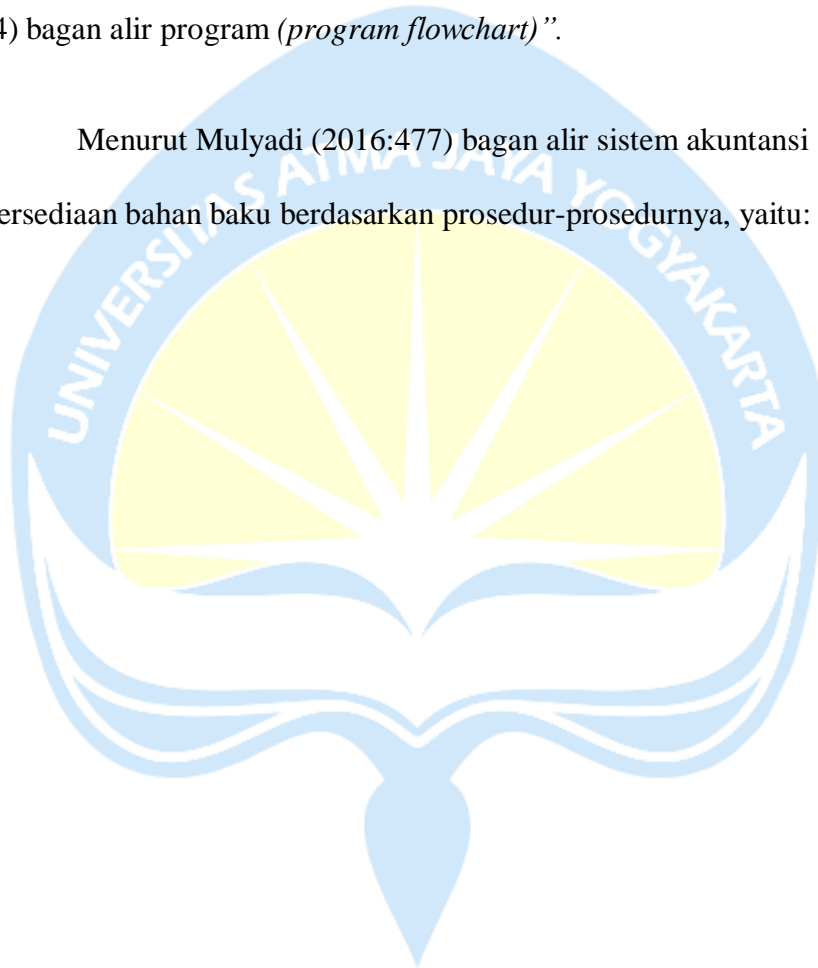 4) bagan alir program (program flowchart)”.
Menurut Mulyadi (2016:477) bagan alir sistem akuntansi
ersediaan bahan baku berdasarkan prosedur-prosedurnya, yaitu:
UNIVERSITAS ATMA JAYA YOGYAKARTA